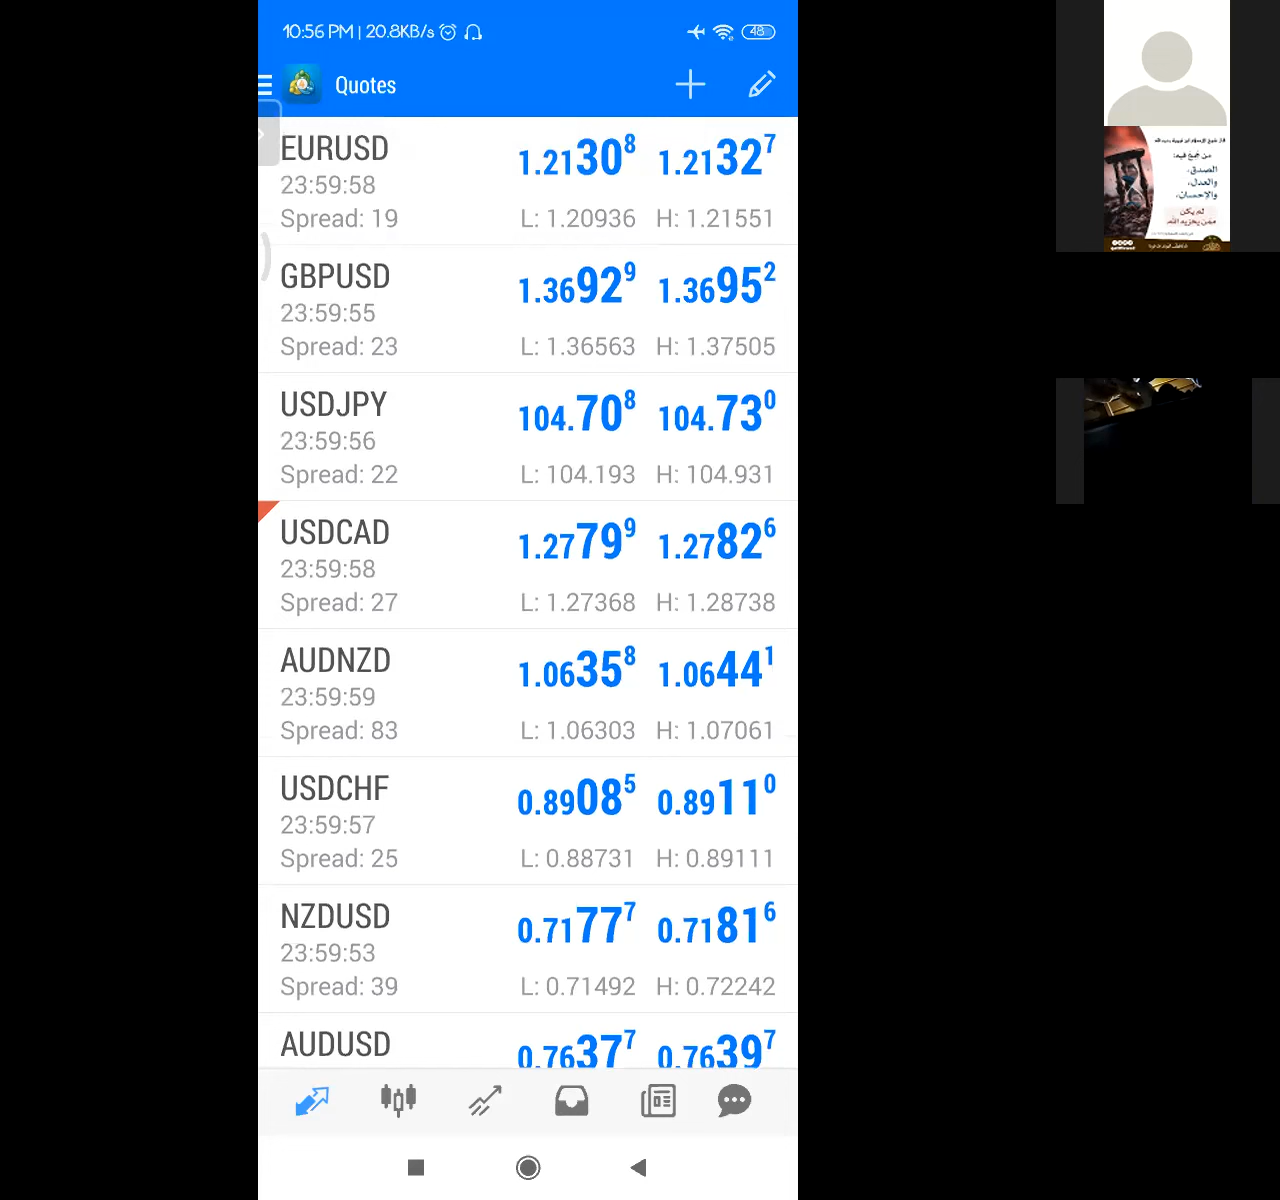 10:56 PM | 20.8KB/s
48
Quotes
EURUSD 1.21308 1.21327
23:59:58
Spread: 19 L: 1.20936 H: 1.21551
GBPUSD 1.36929 1.36952
23:59:55
Spread: 23 L: 1.36563 H: 1.37505
USDJPY 104.708 104.730
23:59:56
Spread: 22 L: 104.193 H: 104.931
USDCAD 1.27799 1.27826
23:59:58
Spread: 27 L: 1.27368 H: 1.28738
AUDNZD 1.06358 1.06441
23:59:59
Spread: 83 L: 1.06303 H: 1.07061
USDCHF 0.89085 0.89110
23:59:57
Spread: 25 L: 0.88731 H: 0.89111
NZDUSD 0.71777 0.71816
23:59:53
Spread: 39 L: 0.71492 H: 0.72242
AUDUSD 0.76377 0.76397
الصدق،
والعدل،
والإحسان،
لم يكن
ممن يخزيه الله